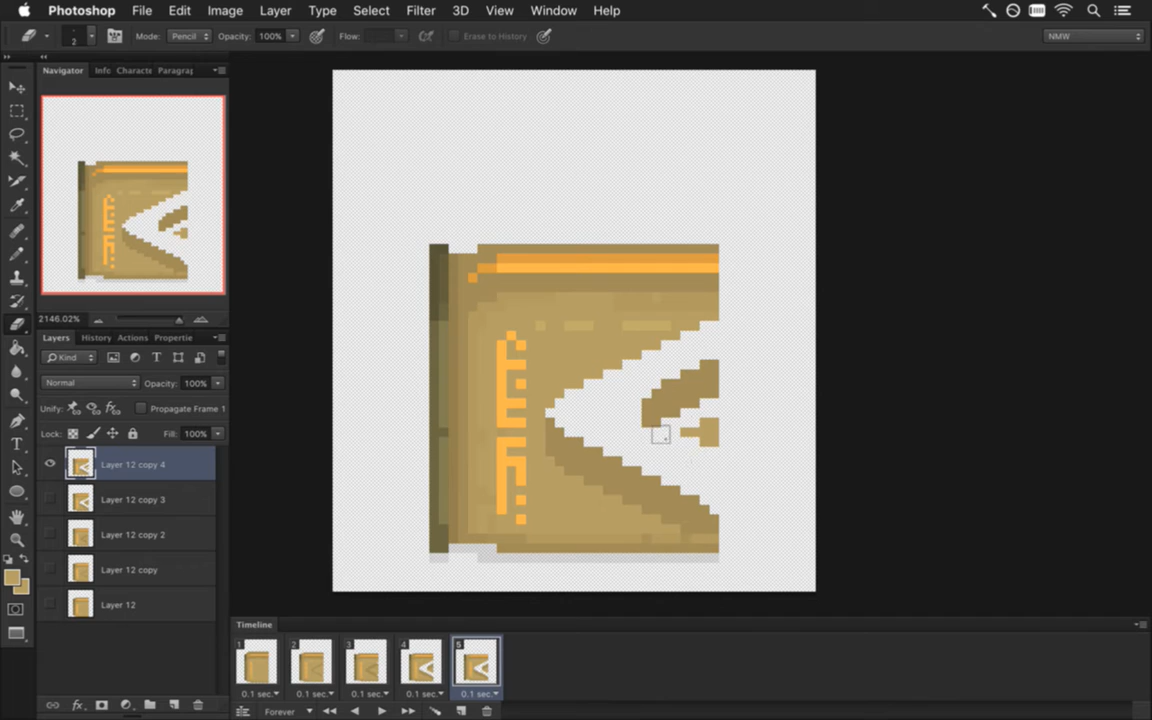 Photoshop File Edit Image Layer Type Select Filter 3D View Window Help
2 Mode: Pencil Opacity: 100% Flow: Erase to History NMW
Navigator Info Characte Paragrap
2146.02%
Layers History Actions Propertie
Kind
Normal Opacity: 100%
Unify: Propagate Frame 1
Lock: Fill: 100%
Layer 12 copy 4
Layer 12 copy 3
Layer 12 copy 2
Layer 12 copy
Layer 12
Timeline
1 2 3 4 5
0.1 sec. 0.1 sec. 0.1 sec. 0.1 sec. 0.1 sec.
Forever